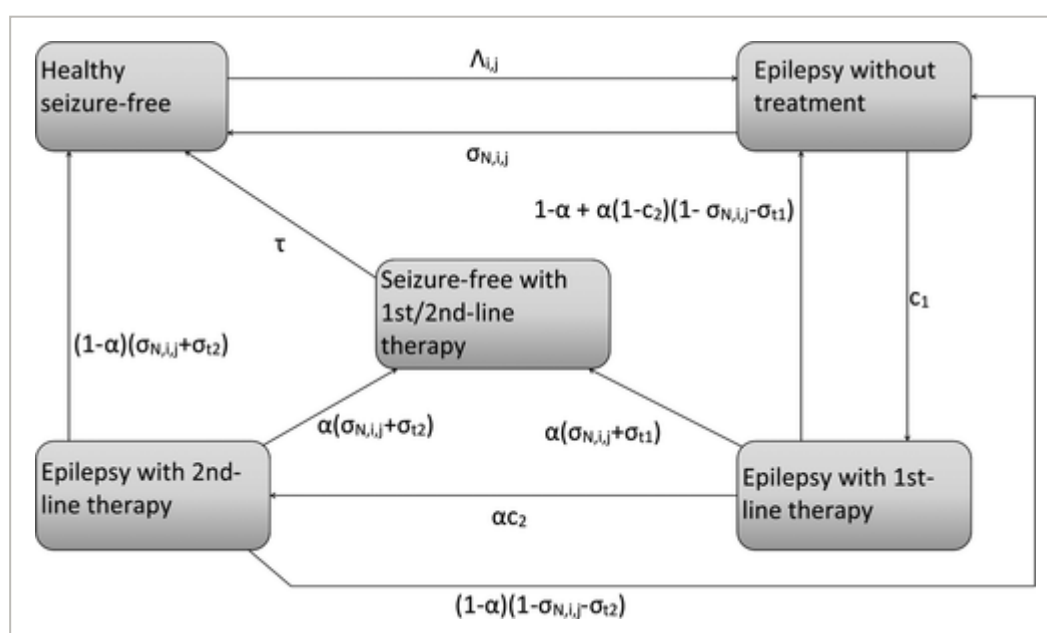 Healthy
seizure-free
Λi,j
Epilepsy without
treatment
σN,i,j
1-α + α(1-c2)(1- σN,i,j-σt1)
τ
Seizure-free with
1st/2nd-line
therapy
c1
(1-α)(σN,i,j+σt2)
α(σN,i,j+σt2)
α(σN,i,j+σt1)
Epilepsy with 2nd-
line therapy
αc2
Epilepsy with 1st-
line therapy
(1-α)(1-σN,i,j-σt2)